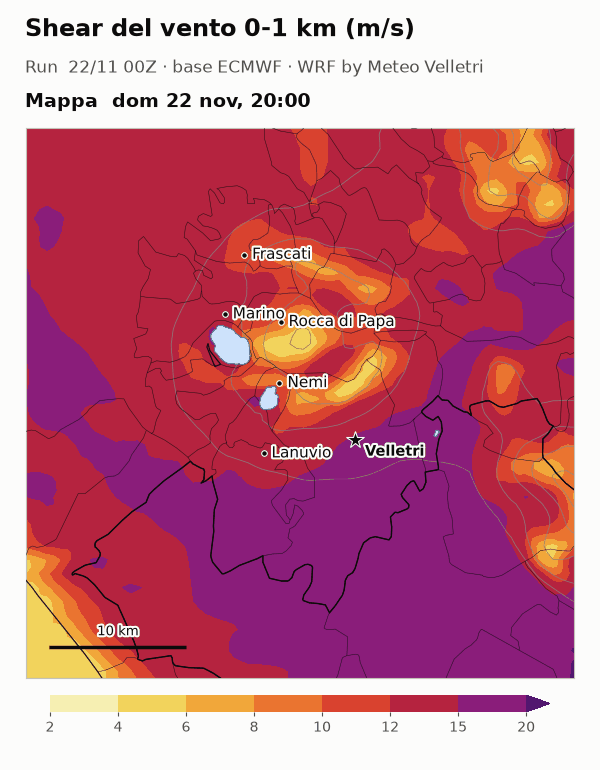 Shear del vento 0-1 km (m/s)
Run  22/11 00Z · base ECMWF · WRF by Meteo Velletri
Mappa  dom 22 nov, 20:00
Frascati
Marino
Rocca di Papa
Nemi
Velletri
Lanuvio
10 km
2 4 6 8 10 12 15 20